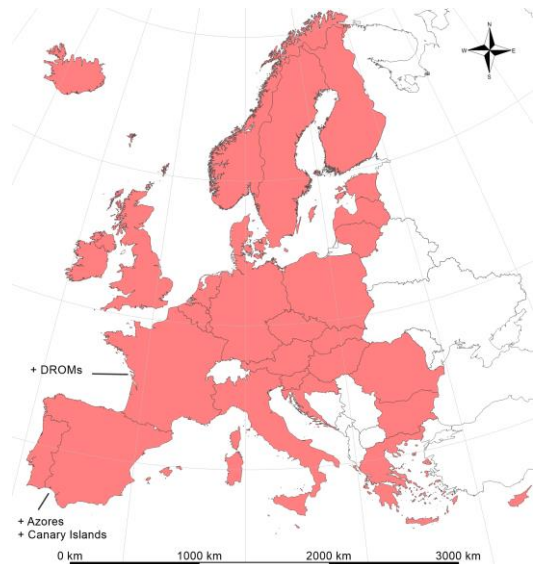 N
W E
S
+ DROMs
+ Azores
+ Canary Islands
0 km 1000 km 2000 km 3000 km